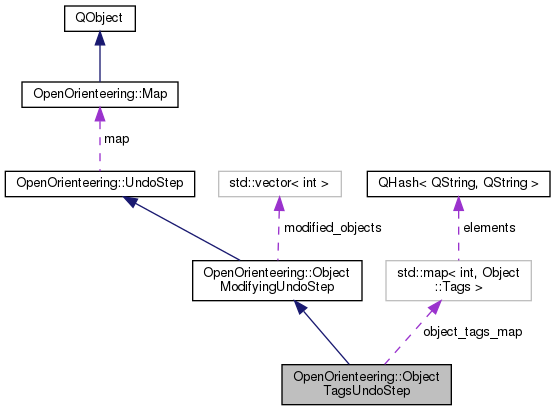 QObject
OpenOrienteering::Map
map
OpenOrienteering::UndoStep
std::vector< int >
QHash< QString, QString >
modified_objects
elements
OpenOrienteering::Object
ModifyingUndoStep
std::map< int, Object
::Tags >
object_tags_map
OpenOrienteering::Object
TagsUndoStep